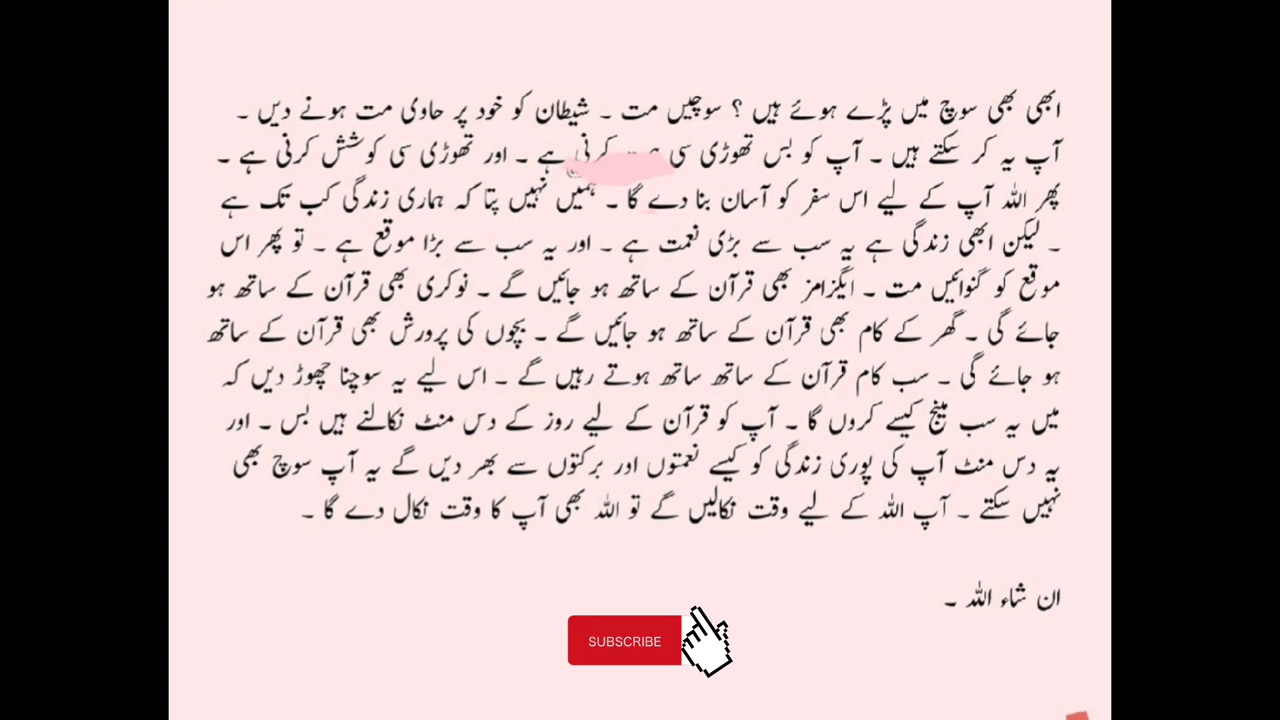 ابھی بھی سوچ میں پڑے ہوئے ہیں ؟ سوچیں مت ۔ شیطان کو خود پر حاوی مت ہونے دیں ۔
آپ یہ کر سکتے ہیں ۔ آپ کو بس تھوڑی سی کرنی ہے ۔ اور تھوڑی سی کوشش کرنی ہے ۔
پھر اللہ آپ کے لیے اس سفر کو آسان بنا دے گا ۔ ہمیں نہیں پتا کہ ہماری زندگی کب تک ہے
۔ لیکن ابھی زندگی ہے یہ سب سے بڑی نعمت ہے ۔ اور یہ سب سے بڑا موقع ہے ۔ تو پھر اس
موقع کو گنوائیں مت ۔ ایگزامز بھی قرآن کے ساتھ ہو جائیں گے ۔ نوکری بھی قرآن کے ساتھ ہو
جائے گی ۔ گھر کے کام بھی قرآن کے ساتھ ہو جائیں گے ۔ بچوں کی پرورش بھی قرآن کے ساتھ
ہو جائے گی ۔ سب کام قرآن کے ساتھ ساتھ ہوتے رہیں گے ۔ اس لیے یہ سوچنا چھوڑ دیں کہ
میں یہ سب مینج کیسے کروں گا ۔ آپ کو قرآن کے لیے روز کے دس منٹ نکالنے ہیں بس ۔ اور
یہ دس منٹ آپ کی پوری زندگی کو کیسے نعمتوں اور برکتوں سے بھر دیں گے یہ آپ سوچ بھی
نہیں سکتے ۔ آپ اللہ کے لیے وقت نکالیں گے تو اللہ بھی آپ کا وقت نکال دے گا ۔
ان شاء اللہ ۔
SUBSCRIBE